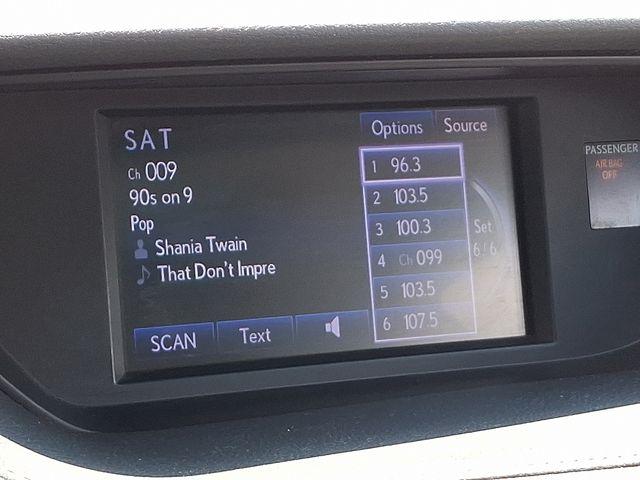 SAT
Ch 009
90s on 9
Pop
Shania Twain
That Don't Impre
SCAN
Text
Options
Source
1 96.3
2 103.5
3 100.3
4 Ch 099
5 103.5
6 107.5
Set
6/6
PASSENGER
AIR BAG
OFF